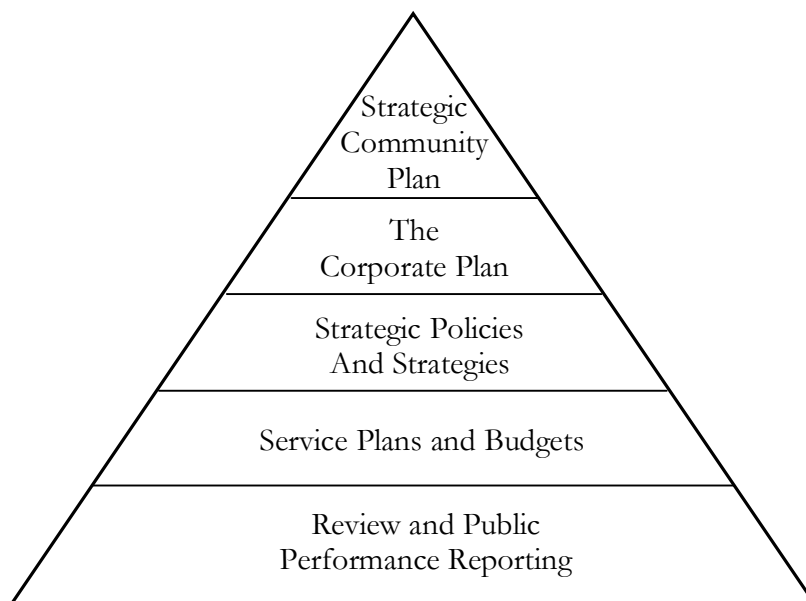 Strategic
Community
Plan
The
Corporate Plan
Strategic Policies
And Strategies
Service Plans and Budgets
Review and Public
Performance Reporting